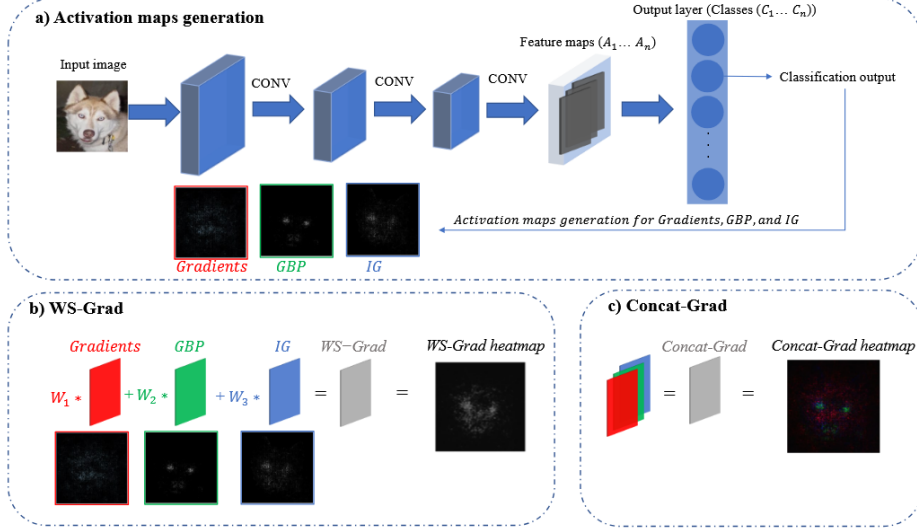 a) Activation maps generation
Output layer (Classes (C₁… Cₙ))
Input image
CONV
CONV
CONV
Feature maps (A₁… Aₙ)
Classification output
Activation maps generation for Gradients, GBP, and IG
Gradients
GBP
IG
b) WS-Grad
Gradients
GBP
IG
WS−Grad
WS-Grad heatmap
W₁ * + W₂ * + W₃ * = =
c) Concat-Grad
Concat-Grad
Concat-Grad heatmap
= =